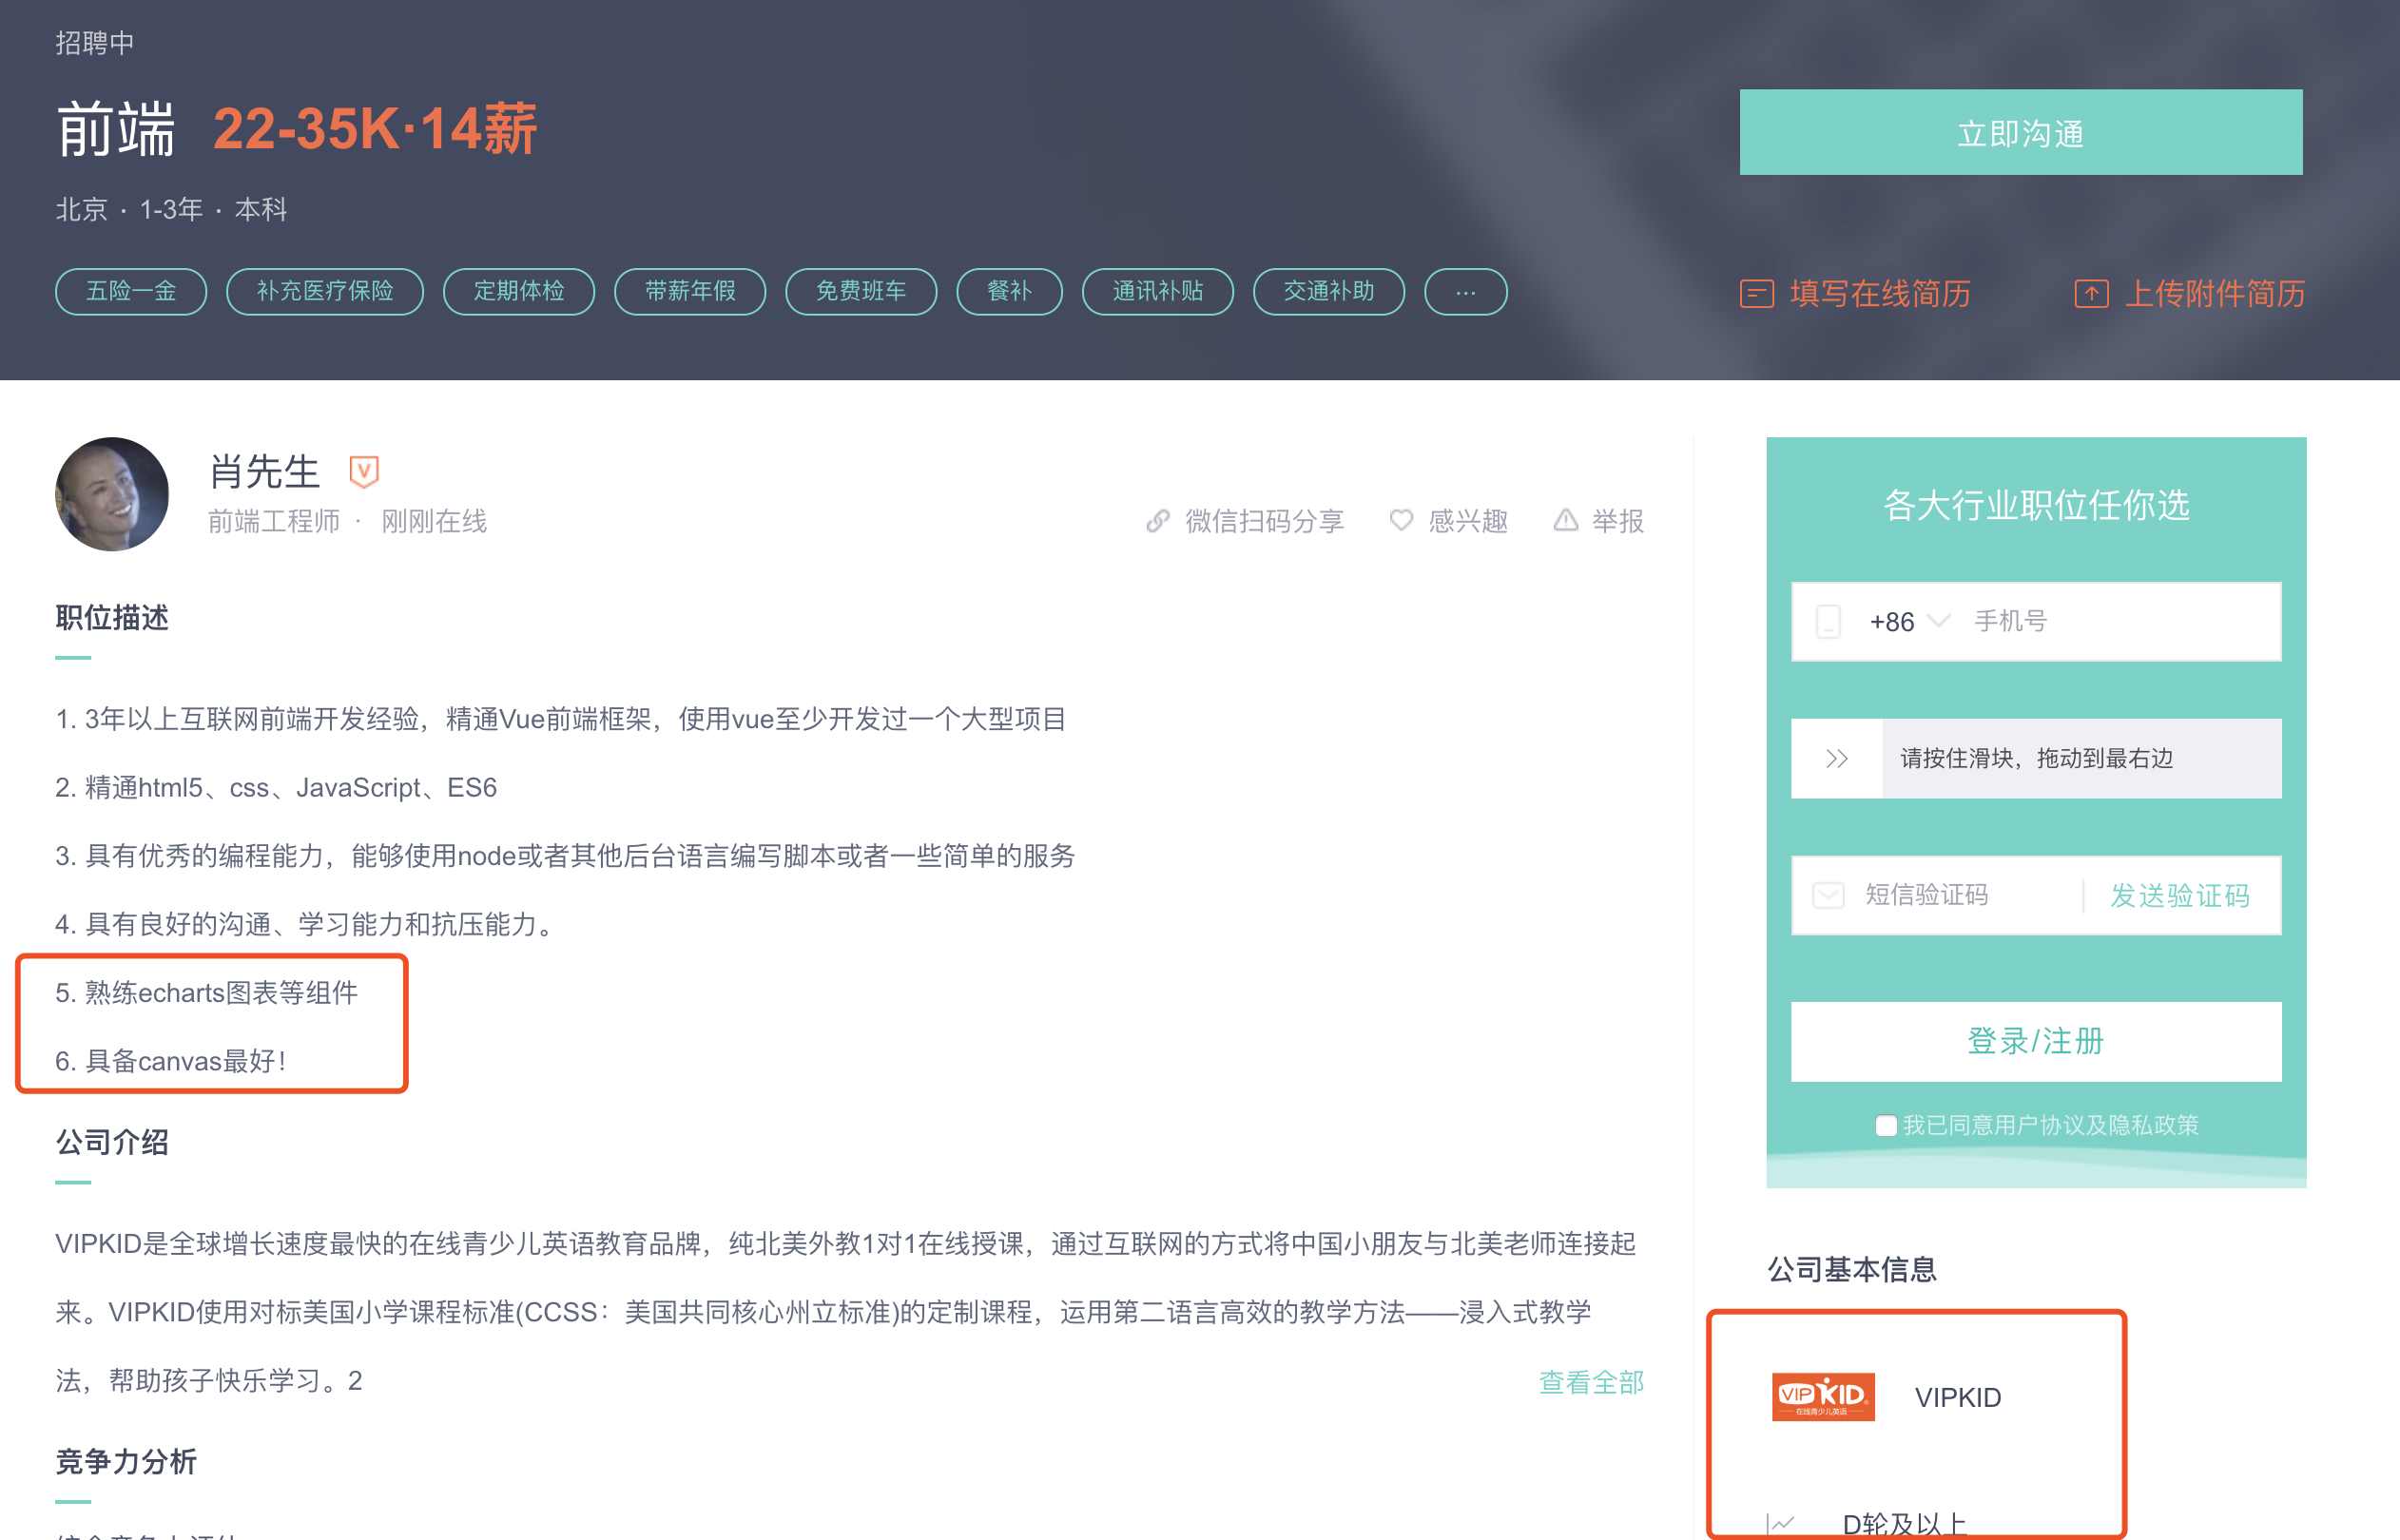 招聘中
前端 22-35K·14薪
立即沟通
北京 · 1-3年 · 本科
五险一金 补充医疗保险 定期体检 带薪年假 免费班车 餐补 通讯补贴 交通补助 ...
填写在线简历 上传附件简历
肖先生
前端工程师 · 刚刚在线
微信扫码分享 感兴趣 举报
职位描述
1. 3年以上互联网前端开发经验，精通Vue前端框架，使用vue至少开发过一个大型项目
2. 精通html5、css、JavaScript、ES6
3. 具有优秀的编程能力，能够使用node或者其他后台语言编写脚本或者一些简单的服务
4. 具有良好的沟通、学习能力和抗压能力。
5. 熟练echarts图表等组件
6. 具备canvas最好！
公司介绍
VIPKID是全球增长速度最快的在线青少儿英语教育品牌，纯北美外教1对1在线授课，通过互联网的方式将中国小朋友与北美老师连接起
来。VIPKID使用对标美国小学课程标准(CCSS：美国共同核心州立标准)的定制课程，运用第二语言高效的教学方法——浸入式教学
法，帮助孩子快乐学习。2
查看全部
竞争力分析
各大行业职位任你选
+86 手机号
请按住滑块，拖动到最右边
短信验证码 发送验证码
登录/注册
我已同意用户协议及隐私政策
公司基本信息
VIPKID
在线青少儿英语
VIPKID
D轮及以上